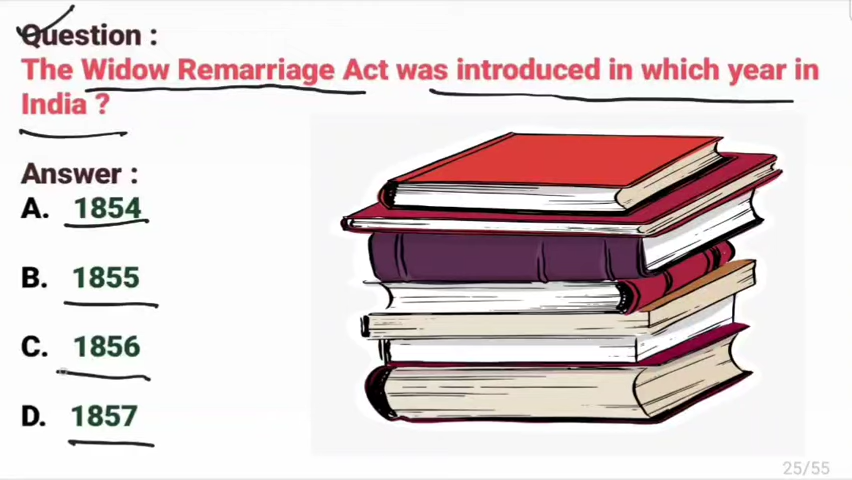 Question :
The Widow Remarriage Act was introduced in which year in
India ?
Answer :
A. 1854
B. 1855
C. 1856
D. 1857
25/55